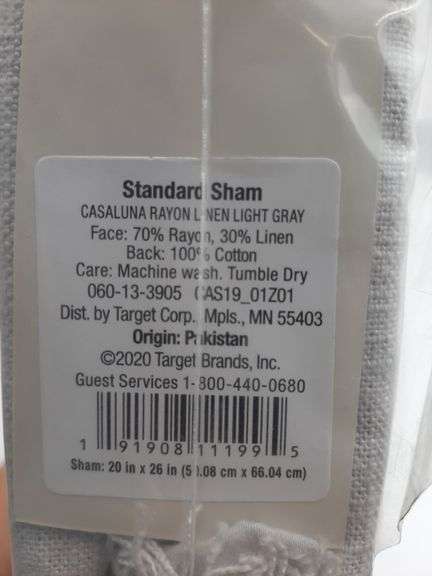 Standard Sham
CASALUNA RAYON LINEN LIGHT GRAY
Face: 70% Rayon, 30% Linen
Back: 100% Cotton
Care: Machine wash. Tumble Dry
060-13-3905 CAS19_01Z01
Dist. by Target Corp. Mpls., MN 55403
Origin: Pakistan
©2020 Target Brands, Inc.
Guest Services 1-800-440-0680
1 91908 11199 5
Sham: 20 in x 26 in (50.08 cm x 66.04 cm)